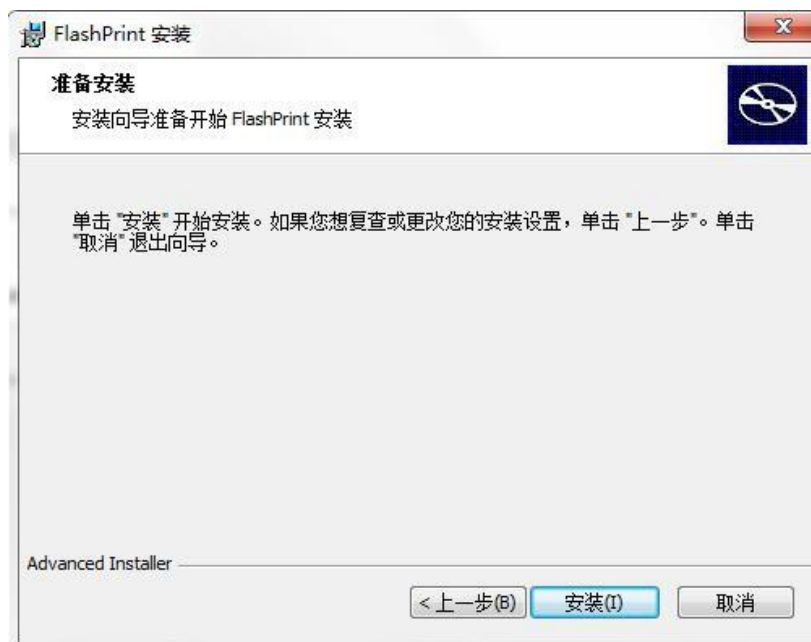 FlashPrint 安装
准备安装
安装向导准备开始 FlashPrint 安装
单击 "安装" 开始安装。如果您想复查或更改您的安装设置，单击 "上一步"。单击
"取消" 退出向导。
Advanced Installer
< 上一步(B) 安装(I) 取消